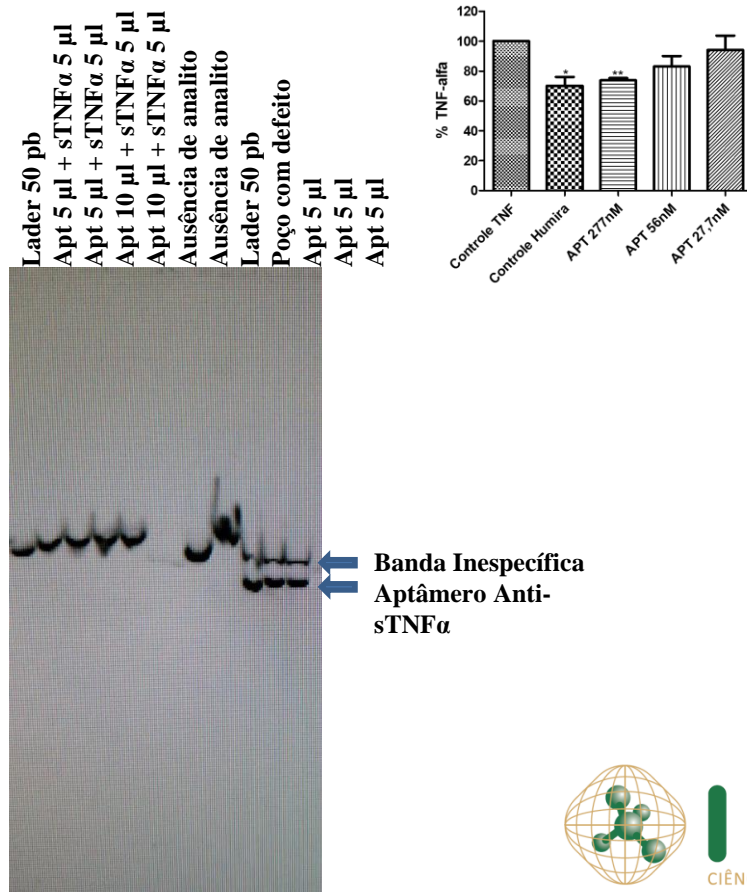 Lader 50 pb
Apt 5 µl + sTNFα 5 µl
Apt 5 µl + sTNFα 5 µl
Apt 10 µl + sTNFα 5 µl
Apt 10 µl + sTNFα 5 µl
Ausência de analito
Ausência de analito
Lader 50 pb
Poço com defeito
Apt 5 µl
Apt 5 µl
Apt 5 µl
% TNF-alfa
120
100
80
60
40
20
0
*
**
Controle TNF
Controle Humira
APT 277nM
APT 56nM
APT 27,7nM
Banda Inespecífica
Aptâmero Anti-
sTNFα
CIÊN